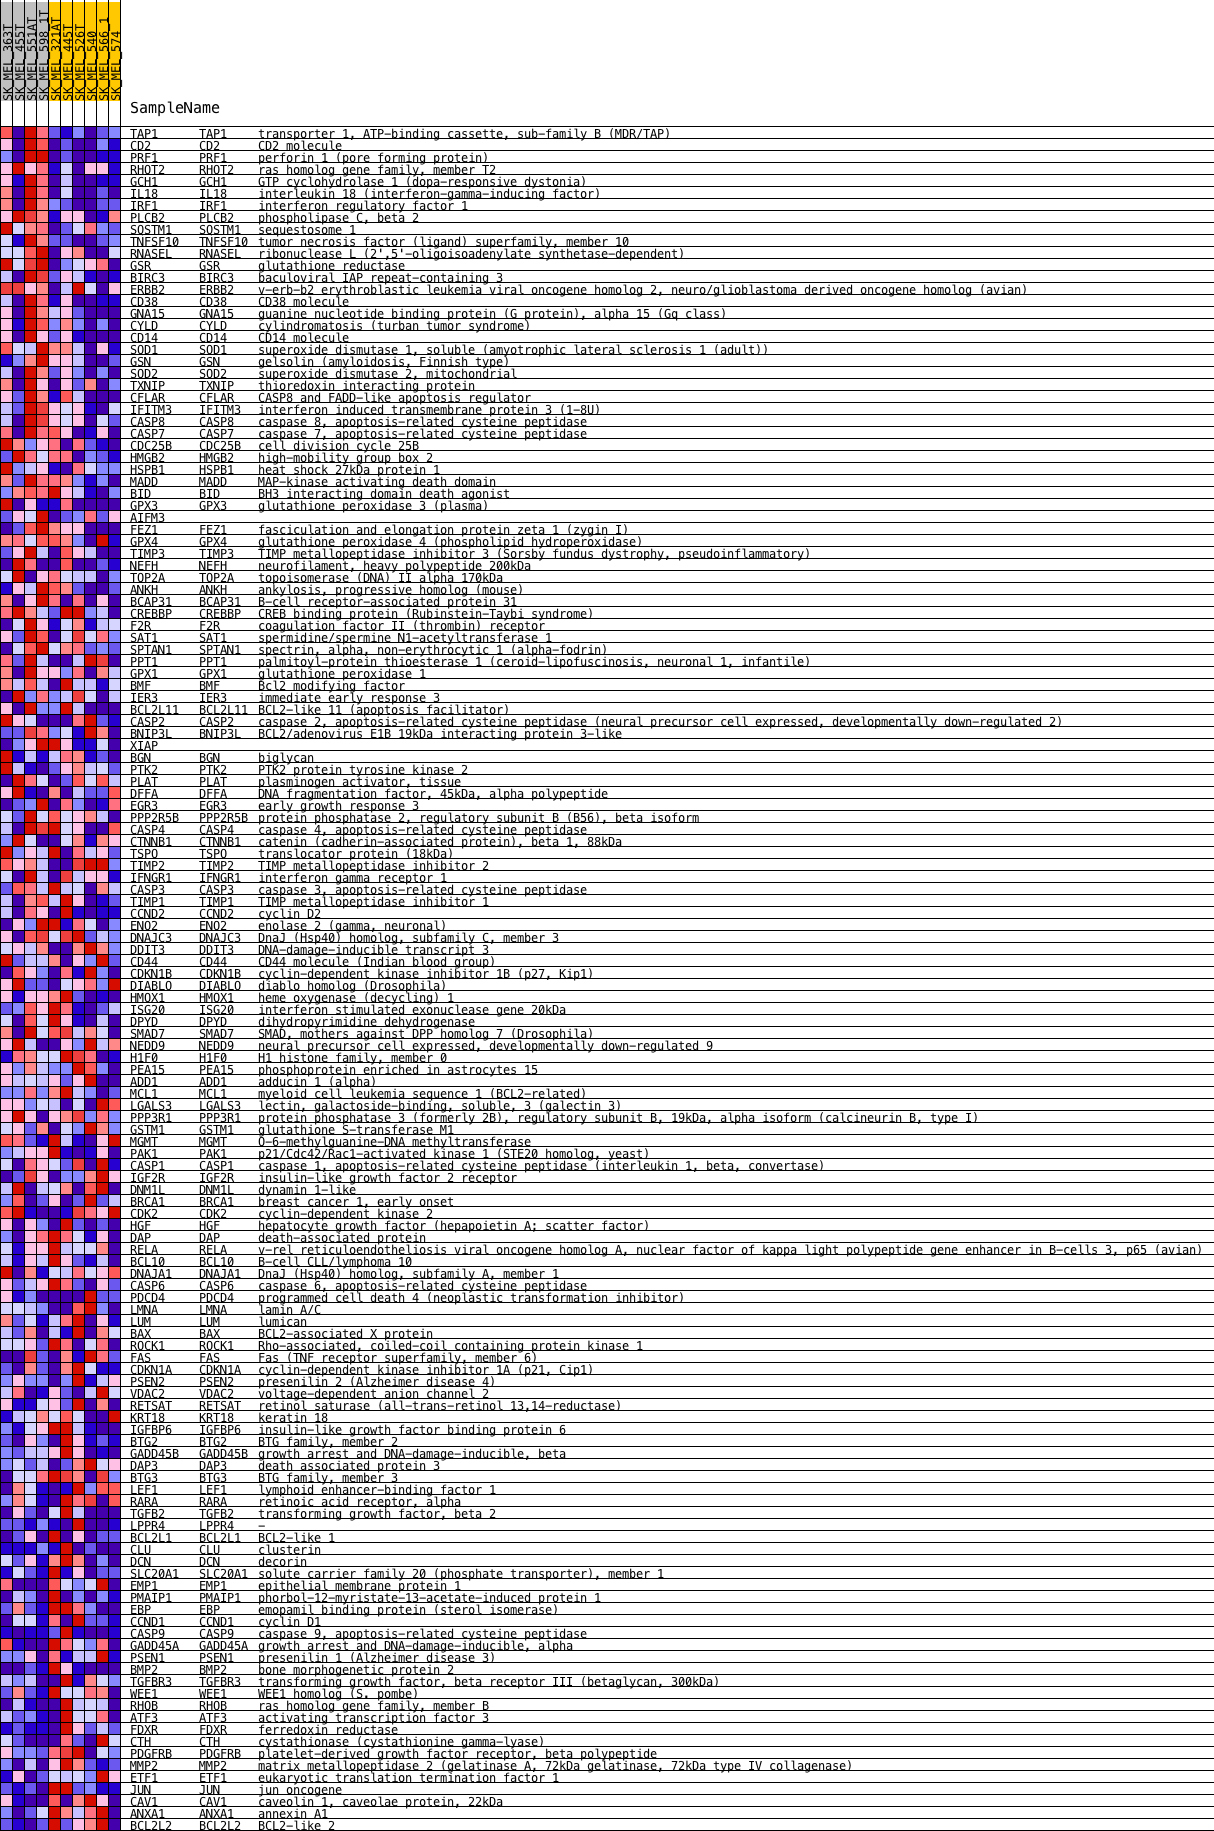 SK_MEL_363T
SK_MEL_455T
SK_MEL_551AT
SK_MEL_598_1T
SK_MEL_321AT
SK_MEL_445T
SK_MEL_526T
SK_MEL_540
SK_MEL_566_1
SK_MEL_574
SampleName
TAP1 TAP1 transporter 1, ATP-binding cassette, sub-family B (MDR/TAP)
CD2 CD2 CD2 molecule
PRF1 PRF1 perforin 1 (pore forming protein)
RHOT2 RHOT2 ras homolog gene family, member T2
GCH1 GCH1 GTP cyclohydrolase 1 (dopa-responsive dystonia)
IL18 IL18 interleukin 18 (interferon-gamma-inducing factor)
IRF1 IRF1 interferon regulatory factor 1
PLCB2 PLCB2 phospholipase C, beta 2
SQSTM1 SQSTM1 sequestosome 1
TNFSF10 TNFSF10 tumor necrosis factor (ligand) superfamily, member 10
RNASEL RNASEL ribonuclease L (2',5'-oligoisoadenylate synthetase-dependent)
GSR GSR glutathione reductase
BIRC3 BIRC3 baculoviral IAP repeat-containing 3
ERBB2 ERBB2 v-erb-b2 erythroblastic leukemia viral oncogene homolog 2, neuro/glioblastoma derived oncogene homolog (avian)
CD38 CD38 CD38 molecule
GNA15 GNA15 guanine nucleotide binding protein (G protein), alpha 15 (Gq class)
CYLD CYLD cylindromatosis (turban tumor syndrome)
CD14 CD14 CD14 molecule
SOD1 SOD1 superoxide dismutase 1, soluble (amyotrophic lateral sclerosis 1 (adult))
GSN GSN gelsolin (amyloidosis, Finnish type)
SOD2 SOD2 superoxide dismutase 2, mitochondrial
TXNIP TXNIP thioredoxin interacting protein
CFLAR CFLAR CASP8 and FADD-like apoptosis regulator
IFITM3 IFITM3 interferon induced transmembrane protein 3 (1-8U)
CASP8 CASP8 caspase 8, apoptosis-related cysteine peptidase
CASP7 CASP7 caspase 7, apoptosis-related cysteine peptidase
CDC25B CDC25B cell division cycle 25B
HMGB2 HMGB2 high-mobility group box 2
HSPB1 HSPB1 heat shock 27kDa protein 1
MADD MADD MAP-kinase activating death domain
BID BID BH3 interacting domain death agonist
GPX3 GPX3 glutathione peroxidase 3 (plasma)
AIFM3
FEZ1 FEZ1 fasciculation and elongation protein zeta 1 (zygin I)
GPX4 GPX4 glutathione peroxidase 4 (phospholipid hydroperoxidase)
TIMP3 TIMP3 TIMP metallopeptidase inhibitor 3 (Sorsby fundus dystrophy, pseudoinflammatory)
NEFH NEFH neurofilament, heavy polypeptide 200kDa
TOP2A TOP2A topoisomerase (DNA) II alpha 170kDa
ANKH ANKH ankylosis, progressive homolog (mouse)
BCAP31 BCAP31 B-cell receptor-associated protein 31
CREBBP CREBBP CREB binding protein (Rubinstein-Taybi syndrome)
F2R F2R coagulation factor II (thrombin) receptor
SAT1 SAT1 spermidine/spermine N1-acetyltransferase 1
SPTAN1 SPTAN1 spectrin, alpha, non-erythrocytic 1 (alpha-fodrin)
PPT1 PPT1 palmitoyl-protein thioesterase 1 (ceroid-lipofuscinosis, neuronal 1, infantile)
GPX1 GPX1 glutathione peroxidase 1
BMF BMF Bcl2 modifying factor
IER3 IER3 immediate early response 3
BCL2L11 BCL2L11 BCL2-like 11 (apoptosis facilitator)
CASP2 CASP2 caspase 2, apoptosis-related cysteine peptidase (neural precursor cell expressed, developmentally down-regulated 2)
BNIP3L BNIP3L BCL2/adenovirus E1B 19kDa interacting protein 3-like
XIAP
BGN BGN biglycan
PTK2 PTK2 PTK2 protein tyrosine kinase 2
PLAT PLAT plasminogen activator, tissue
DFFA DFFA DNA fragmentation factor, 45kDa, alpha polypeptide
EGR3 EGR3 early growth response 3
PPP2R5B PPP2R5B protein phosphatase 2, regulatory subunit B (B56), beta isoform
CASP4 CASP4 caspase 4, apoptosis-related cysteine peptidase
CTNNB1 CTNNB1 catenin (cadherin-associated protein), beta 1, 88kDa
TSPO TSPO translocator protein (18kDa)
TIMP2 TIMP2 TIMP metallopeptidase inhibitor 2
IFNGR1 IFNGR1 interferon gamma receptor 1
CASP3 CASP3 caspase 3, apoptosis-related cysteine peptidase
TIMP1 TIMP1 TIMP metallopeptidase inhibitor 1
CCND2 CCND2 cyclin D2
ENO2 ENO2 enolase 2 (gamma, neuronal)
DNAJC3 DNAJC3 DnaJ (Hsp40) homolog, subfamily C, member 3
DDIT3 DDIT3 DNA-damage-inducible transcript 3
CD44 CD44 CD44 molecule (Indian blood group)
CDKN1B CDKN1B cyclin-dependent kinase inhibitor 1B (p27, Kip1)
DIABLO DIABLO diablo homolog (Drosophila)
HMOX1 HMOX1 heme oxygenase (decycling) 1
ISG20 ISG20 interferon stimulated exonuclease gene 20kDa
DPYD DPYD dihydropyrimidine dehydrogenase
SMAD7 SMAD7 SMAD, mothers against DPP homolog 7 (Drosophila)
NEDD9 NEDD9 neural precursor cell expressed, developmentally down-regulated 9
H1F0 H1F0 H1 histone family, member 0
PEA15 PEA15 phosphoprotein enriched in astrocytes 15
ADD1 ADD1 adducin 1 (alpha)
MCL1 MCL1 myeloid cell leukemia sequence 1 (BCL2-related)
LGALS3 LGALS3 lectin, galactoside-binding, soluble, 3 (galectin 3)
PPP3R1 PPP3R1 protein phosphatase 3 (formerly 2B), regulatory subunit B, 19kDa, alpha isoform (calcineurin B, type I)
GSTM1 GSTM1 glutathione S-transferase M1
MGMT MGMT O-6-methylguanine-DNA methyltransferase
PAK1 PAK1 p21/Cdc42/Rac1-activated kinase 1 (STE20 homolog, yeast)
CASP1 CASP1 caspase 1, apoptosis-related cysteine peptidase (interleukin 1, beta, convertase)
IGF2R IGF2R insulin-like growth factor 2 receptor
DNM1L DNM1L dynamin 1-like
BRCA1 BRCA1 breast cancer 1, early onset
CDK2 CDK2 cyclin-dependent kinase 2
HGF HGF hepatocyte growth factor (hepapoietin A; scatter factor)
DAP DAP death-associated protein
RELA RELA v-rel reticuloendotheliosis viral oncogene homolog A, nuclear factor of kappa light polypeptide gene enhancer in B-cells 3, p65 (avian)
BCL10 BCL10 B-cell CLL/lymphoma 10
DNAJA1 DNAJA1 DnaJ (Hsp40) homolog, subfamily A, member 1
CASP6 CASP6 caspase 6, apoptosis-related cysteine peptidase
PDCD4 PDCD4 programmed cell death 4 (neoplastic transformation inhibitor)
LMNA LMNA lamin A/C
LUM LUM lumican
BAX BAX BCL2-associated X protein
ROCK1 ROCK1 Rho-associated, coiled-coil containing protein kinase 1
FAS FAS Fas (TNF receptor superfamily, member 6)
CDKN1A CDKN1A cyclin-dependent kinase inhibitor 1A (p21, Cip1)
PSEN2 PSEN2 presenilin 2 (Alzheimer disease 4)
VDAC2 VDAC2 voltage-dependent anion channel 2
RETSAT RETSAT retinol saturase (all-trans-retinol 13,14-reductase)
KRT18 KRT18 keratin 18
IGFBP6 IGFBP6 insulin-like growth factor binding protein 6
BTG2 BTG2 BTG family, member 2
GADD45B GADD45B growth arrest and DNA-damage-inducible, beta
DAP3 DAP3 death associated protein 3
BTG3 BTG3 BTG family, member 3
LEF1 LEF1 lymphoid enhancer-binding factor 1
RARA RARA retinoic acid receptor, alpha
TGFB2 TGFB2 transforming growth factor, beta 2
LPPR4 LPPR4 -
BCL2L1 BCL2L1 BCL2-like 1
CLU CLU clusterin
DCN DCN decorin
SLC20A1 SLC20A1 solute carrier family 20 (phosphate transporter), member 1
EMP1 EMP1 epithelial membrane protein 1
PMAIP1 PMAIP1 phorbol-12-myristate-13-acetate-induced protein 1
EBP EBP emopamil binding protein (sterol isomerase)
CCND1 CCND1 cyclin D1
CASP9 CASP9 caspase 9, apoptosis-related cysteine peptidase
GADD45A GADD45A growth arrest and DNA-damage-inducible, alpha
PSEN1 PSEN1 presenilin 1 (Alzheimer disease 3)
BMP2 BMP2 bone morphogenetic protein 2
TGFBR3 TGFBR3 transforming growth factor, beta receptor III (betaglycan, 300kDa)
WEE1 WEE1 WEE1 homolog (S. pombe)
RHOB RHOB ras homolog gene family, member B
ATF3 ATF3 activating transcription factor 3
FDXR FDXR ferredoxin reductase
CTH CTH cystathionase (cystathionine gamma-lyase)
PDGFRB PDGFRB platelet-derived growth factor receptor, beta polypeptide
MMP2 MMP2 matrix metallopeptidase 2 (gelatinase A, 72kDa gelatinase, 72kDa type IV collagenase)
ETF1 ETF1 eukaryotic translation termination factor 1
JUN JUN jun oncogene
CAV1 CAV1 caveolin 1, caveolae protein, 22kDa
ANXA1 ANXA1 annexin A1
BCL2L2 BCL2L2 BCL2-like 2